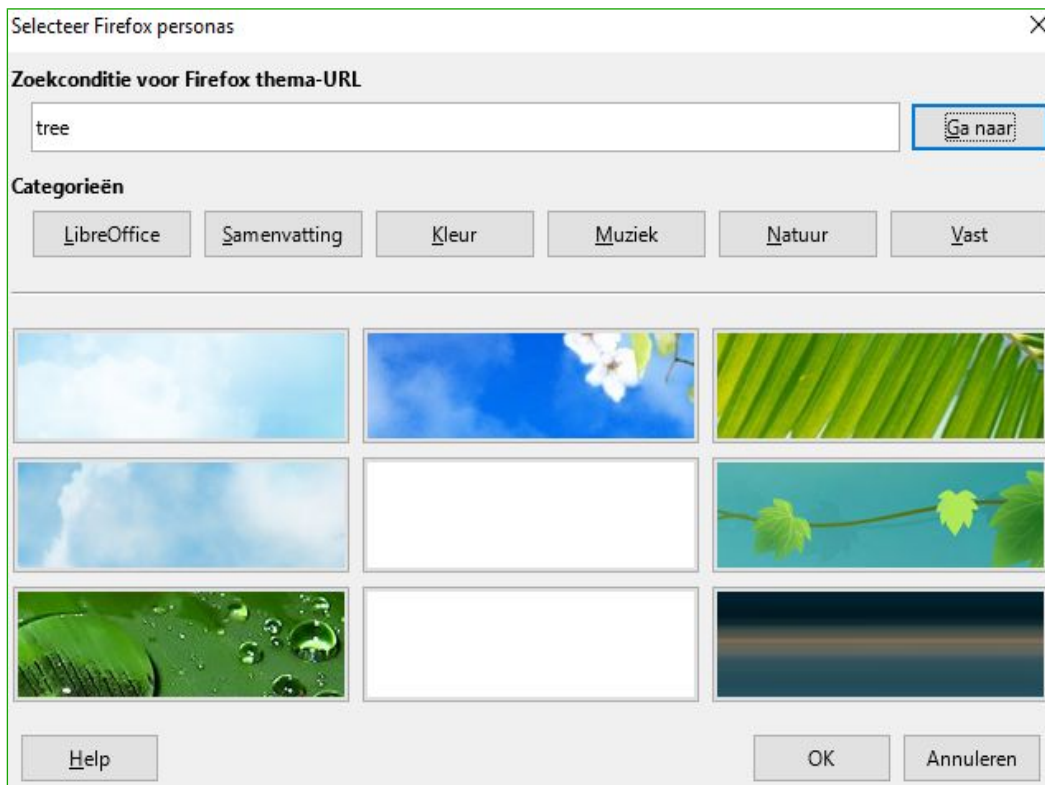 Selecteer Firefox personas
Zoekconditie voor Firefox thema-URL
tree
Ga naar
Categorieën
LibreOffice
Samenvatting
Kleur
Muziek
Natuur
Vast
Help
OK
Annuleren